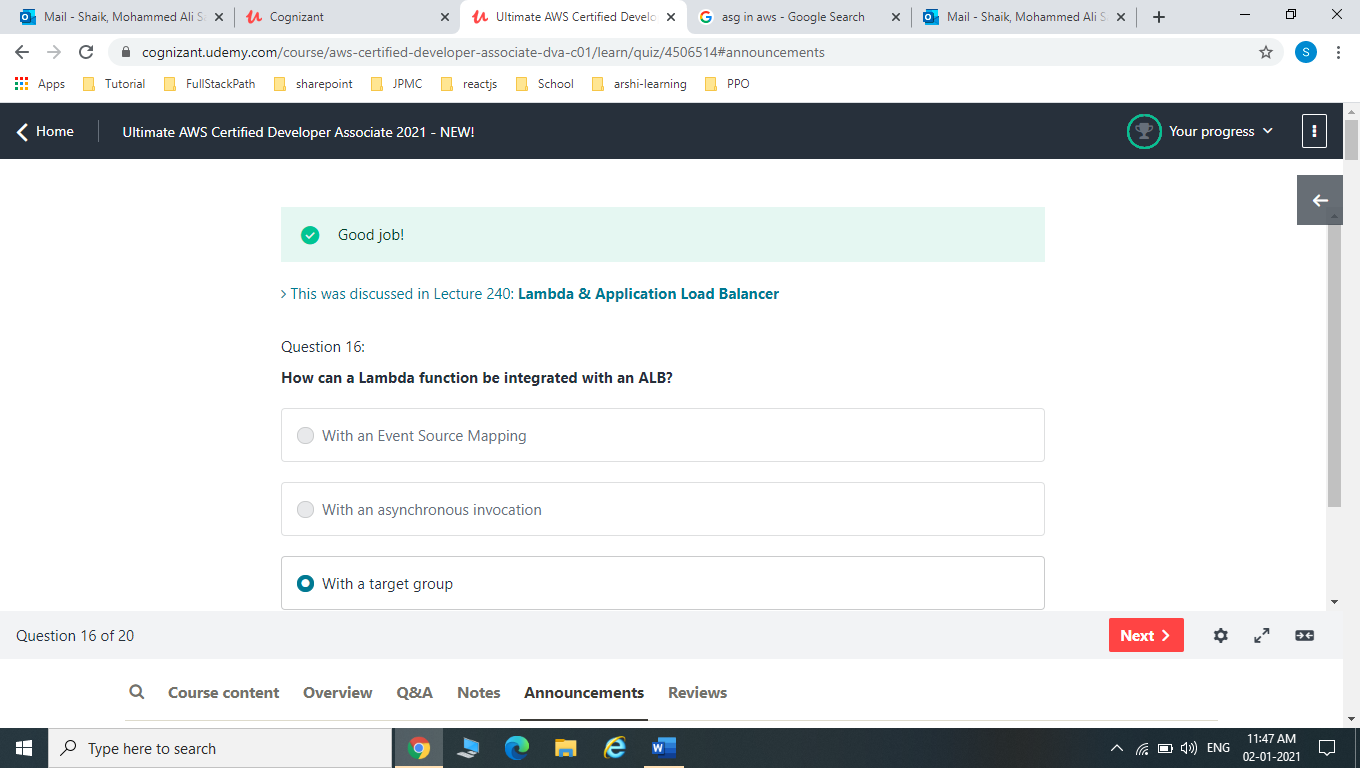 Mail - Shaik, Mohammed Ali S
Cognizant
Ultimate AWS Certified Develo
asg in aws - Google Search
Mail - Shaik, Mohammed Ali S
cognizant.udemy.com/course/aws-certified-developer-associate-dva-c01/learn/quiz/4506514#announcements
S
Apps Tutorial FullStackPath sharepoint JPMC reactjs School arshi-learning PPO
Home Ultimate AWS Certified Developer Associate 2021 - NEW! Your progress
Good job!
> This was discussed in Lecture 240: Lambda & Application Load Balancer
Question 16:
How can a Lambda function be integrated with an ALB?
With an Event Source Mapping
With an asynchronous invocation
With a target group
Question 16 of 20 Next
Course content Overview Q&A Notes Announcements Reviews
Type here to search
ENG
11:47 AM
02-01-2021